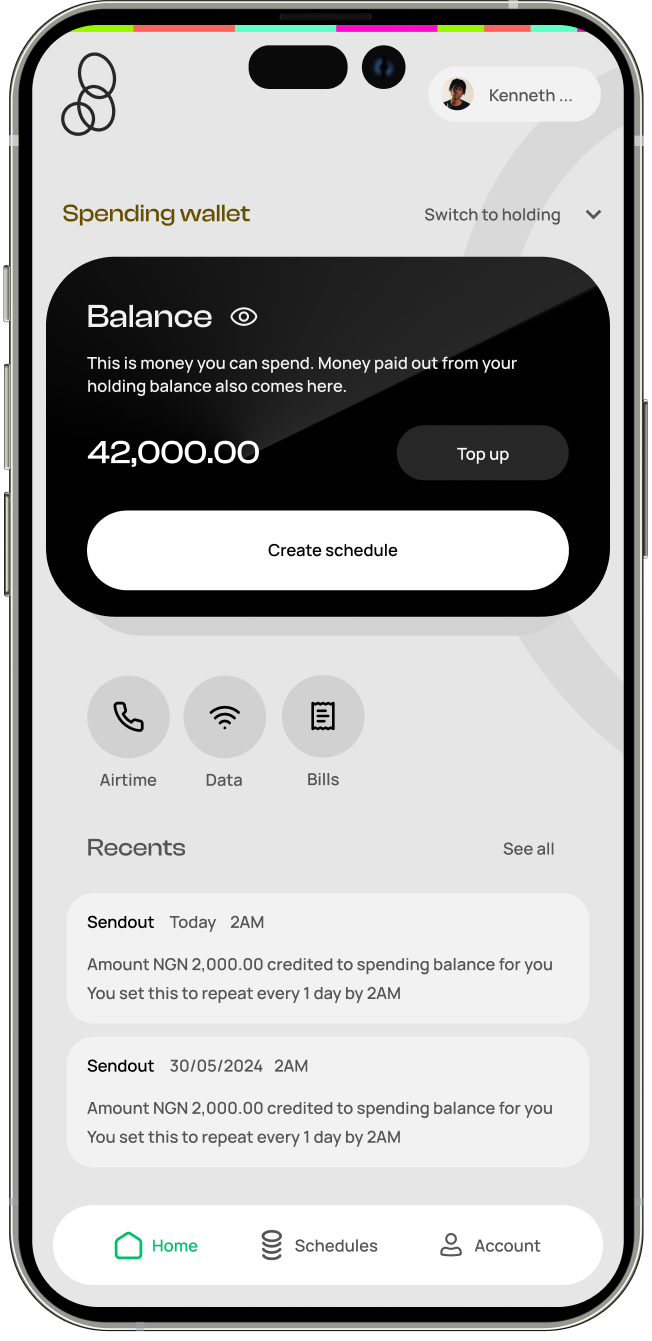 Kenneth ...
Spending wallet
Switch to holding
Balance
This is money you can spend. Money paid out from your
holding balance also comes here.
42,000.00
Top up
Create schedule
Airtime
Data
Bills
Recents
See all
Sendout Today 2AM
Amount NGN 2,000.00 credited to spending balance for you
You set this to repeat every 1 day by 2AM
Sendout 30/05/2024 2AM
Amount NGN 2,000.00 credited to spending balance for you
You set this to repeat every 1 day by 2AM
Home
Schedules
Account